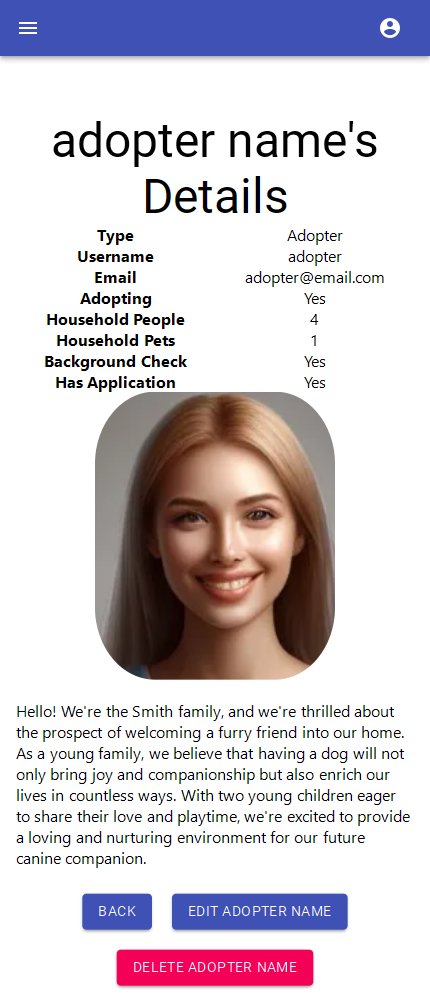 adopter name's
Details
Type Adopter
Username adopter
Email adopter@email.com
Adopting Yes
Household People 4
Household Pets 1
Background Check Yes
Has Application Yes
Hello! We're the Smith family, and we're thrilled about
the prospect of welcoming a furry friend into our home.
As a young family, we believe that having a dog will not
only bring joy and companionship but also enrich our
lives in countless ways. With two young children eager
to share their love and playtime, we're excited to provide
a loving and nurturing environment for our future
canine companion.
BACK EDIT ADOPTER NAME
DELETE ADOPTER NAME